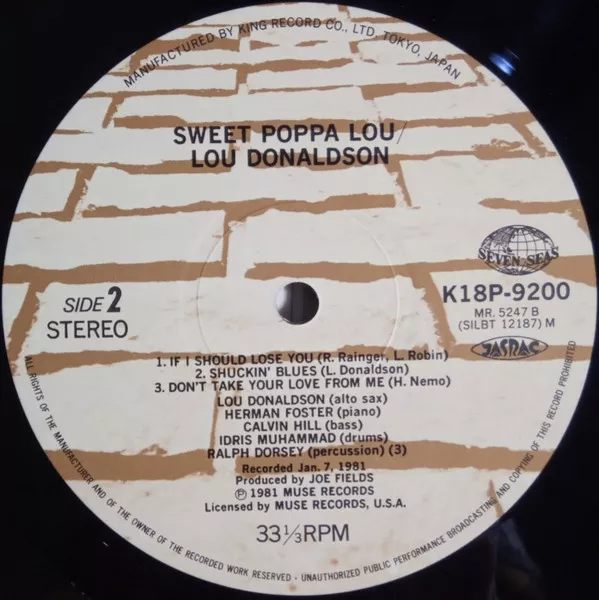 MANUFACTURED BY KING RECORD CO., LTD, TOKYO, JAPAN
SWEET POPPA LOU/
LOU DONALDSON
SEVEN SEAS
SIDE 2
STEREO
K18P-9200
MR. 5247 B
(SILBT 12187) M
JASRAC
1. IF I SHOULD LOSE YOU (R. Rainger, L. Robin)
2. SHUCKIN' BLUES (L. Donaldson)
3. DON'T TAKE YOUR LOVE FROM ME (H. Nemo)
LOU DONALDSON (alto sax)
HERMAN FOSTER (piano)
CALVIN HILL (bass)
IDRIS MUHAMMAD (drums)
RALPH DORSEY (percussion) (3)
Recorded Jan. 7, 1981
Produced by JOE FIELDS
Ⓟ 1981 MUSE RECORDS
Licensed by MUSE RECORDS, U.S.A.
33 1/3 RPM
ALL RIGHTS OF THE MANUFACTURER AND OF THE OWNER OF THE RECORDED WORK RESERVED · UNAUTHORIZED PUBLIC PERFORMANCE BROADCASTING AND COPYING OF THIS RECORD PROHIBITED